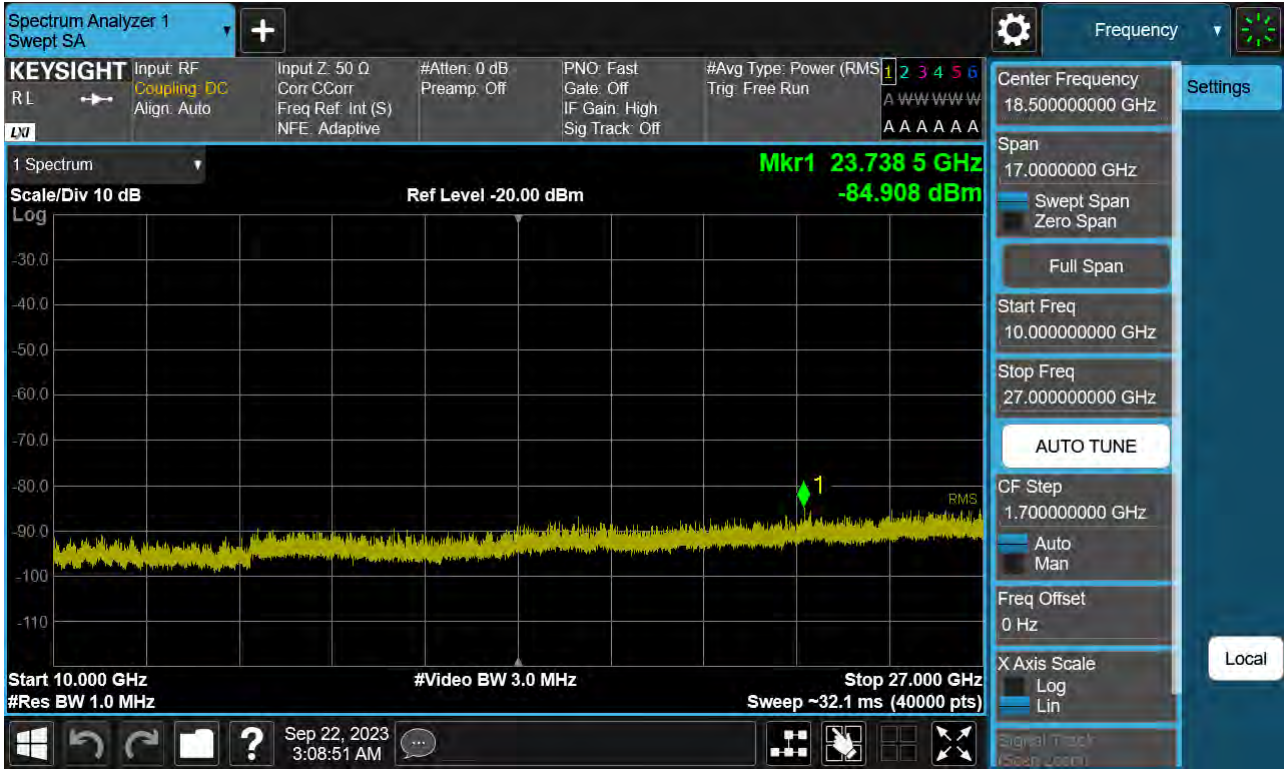 Spectrum Analyzer 1
Swept SA
+
Frequency
KEYSIGHT
R L
LXI
Input: RF
Coupling: DC
Align: Auto
Input Z: 50 Ω
Corr CCorr
Freq Ref: Int (S)
NFE: Adaptive
#Atten: 0 dB
Preamp: Off
PNO: Fast
Gate: Off
IF Gain: High
Sig Track: Off
#Avg Type: Power (RMS
Trig: Free Run
1 2 3 4 5 6
A W W W W W
A A A A A A
1 Spectrum
Scale/Div 10 dB
Log
Ref Level -20.00 dBm
Mkr1 23.738 5 GHz
-84.908 dBm
-30.0
-40.0
-50.0
-60.0
-70.0
-80.0
-90.0
-100
-110
1
RMS
Start 10.000 GHz
#Res BW 1.0 MHz
#Video BW 3.0 MHz
Stop 27.000 GHz
Sweep ~32.1 ms (40000 pts)
Center Frequency
18.500000000 GHz
Span
17.0000000 GHz
Swept Span
Zero Span
Full Span
Start Freq
10.000000000 GHz
Stop Freq
27.000000000 GHz
AUTO TUNE
CF Step
1.700000000 GHz
Auto
Man
Freq Offset
0 Hz
X Axis Scale
Log
Lin
Signal Track
(Span Zoom)
Settings
Local
?
Sep 22, 2023
3:08:51 AM